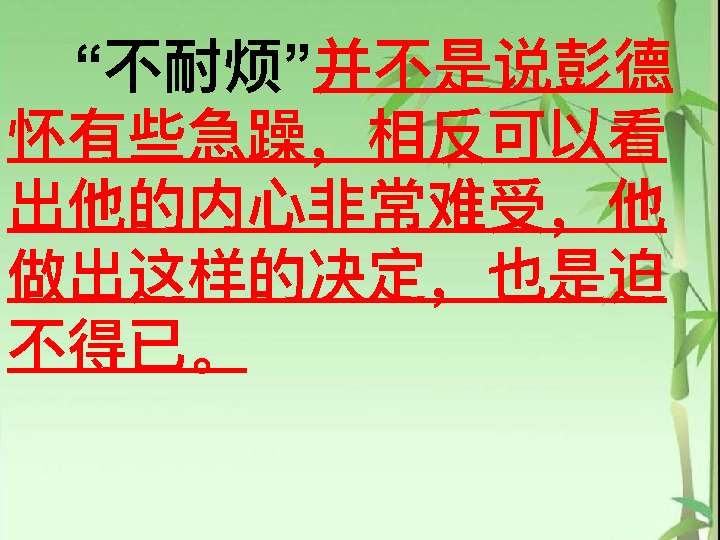 “不耐烦”并不是说彭德
怀有些急躁，相反可以看
出他的内心非常难受，他
做出这样的决定，也是迫
不得已。